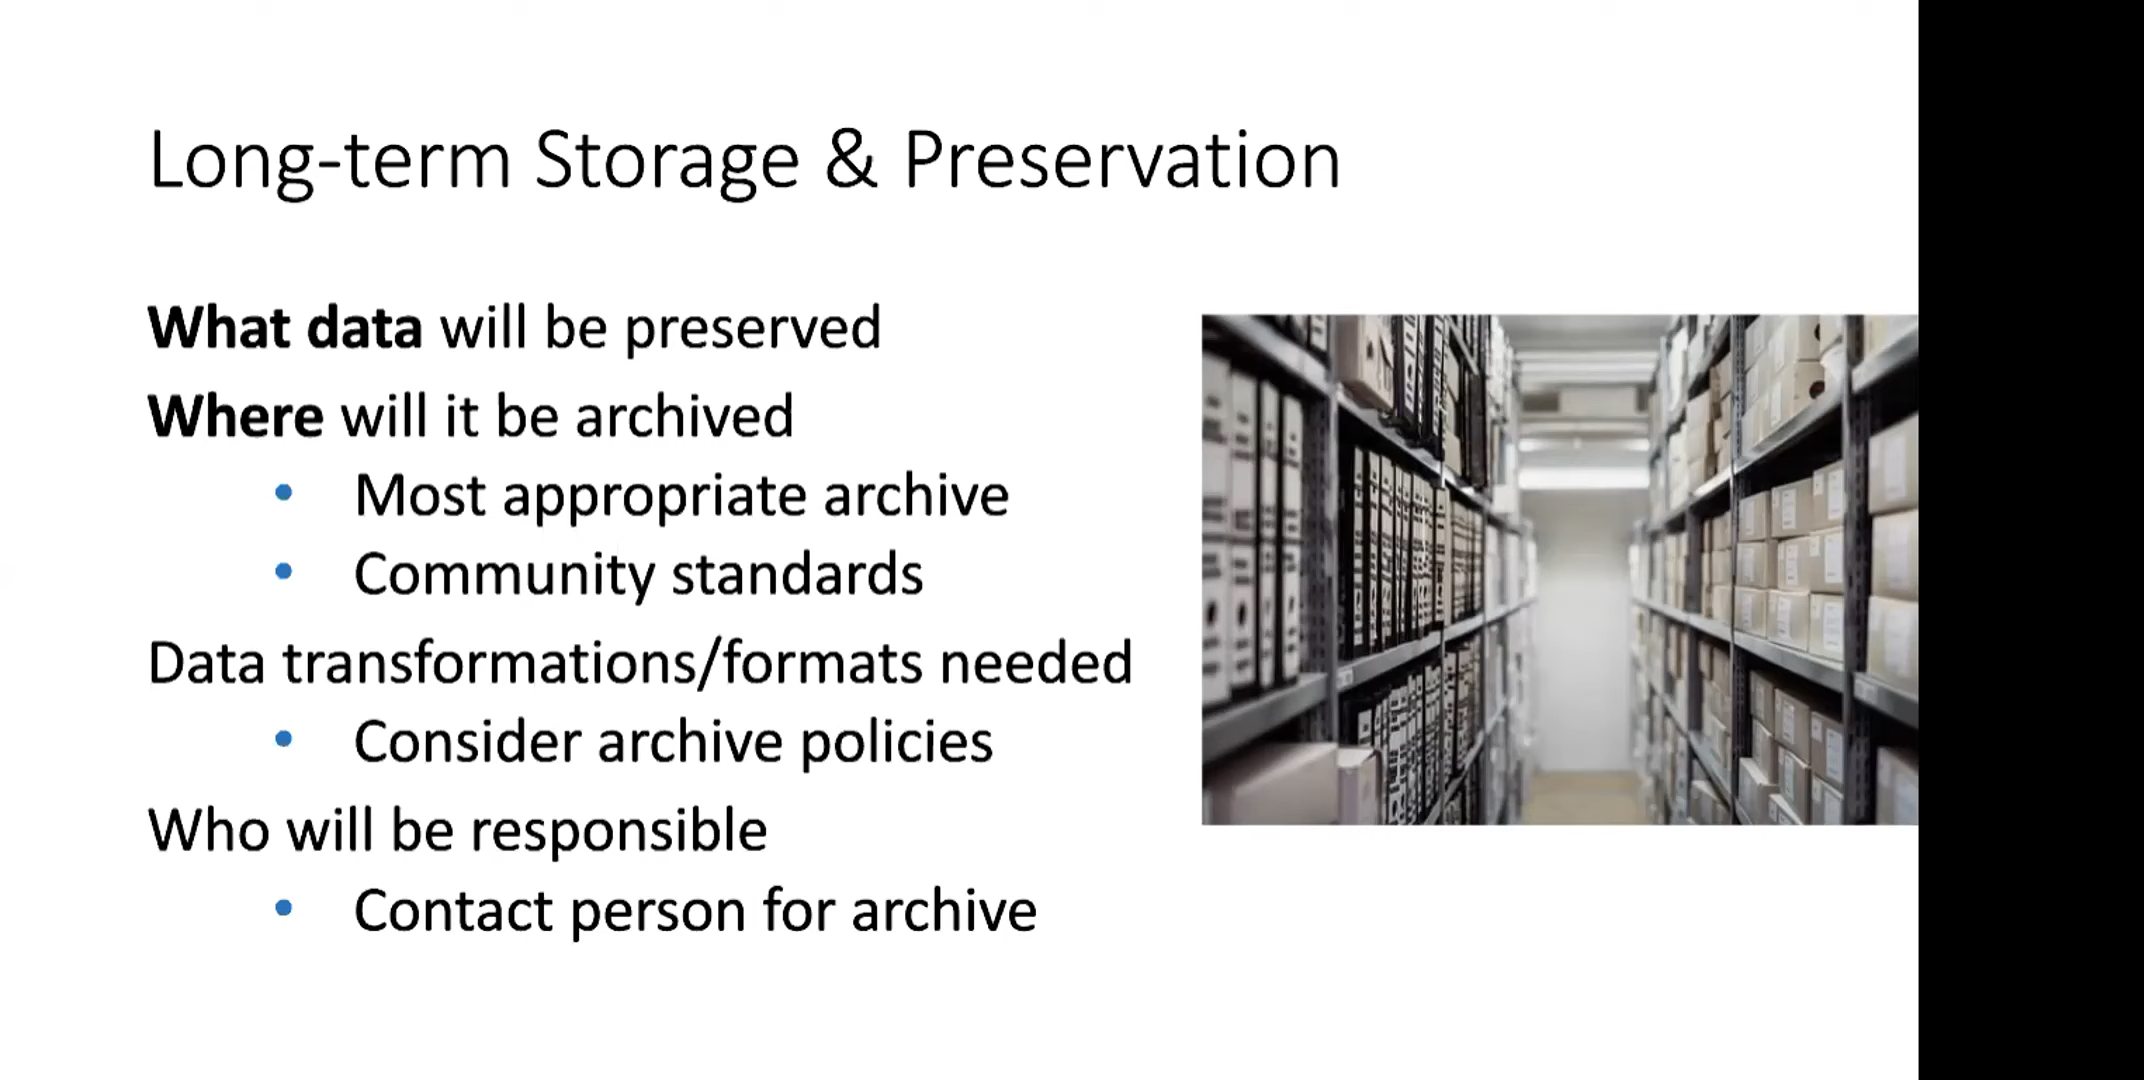 Long-term Storage & Preservation
What data will be preserved
Where will it be archived
• Most appropriate archive
• Community standards
Data transformations/formats needed
• Consider archive policies
Who will be responsible
• Contact person for archive